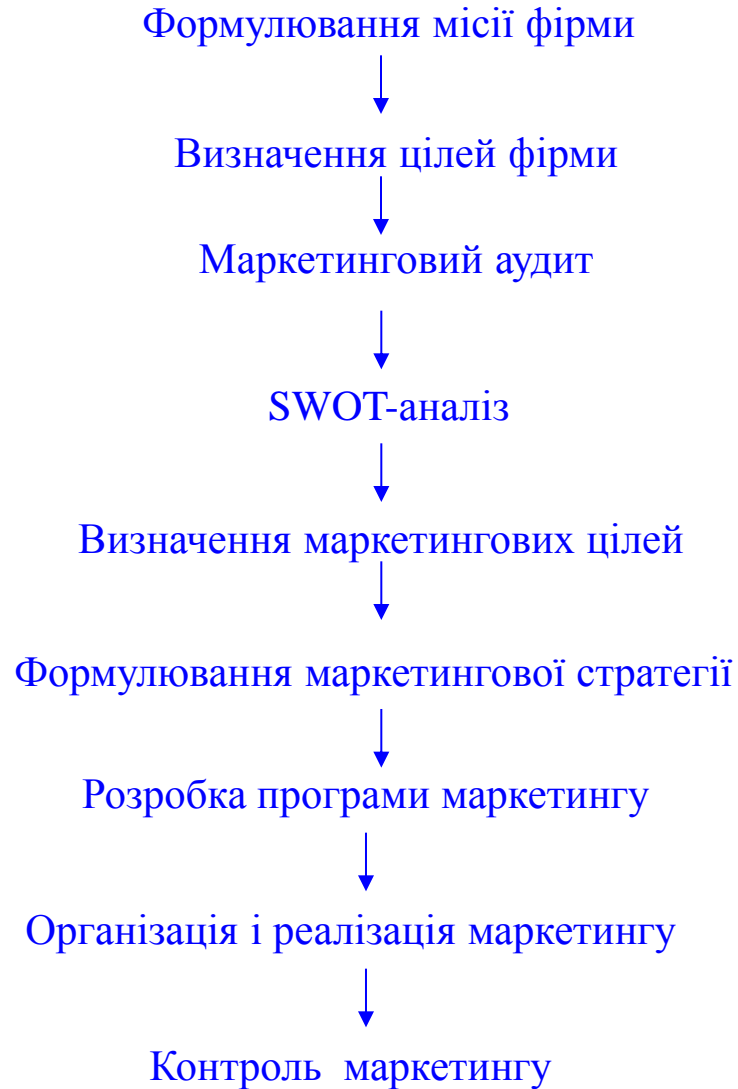 Формулювання місії фірми
Визначення цілей фірми
Маркетинговий аудит
SWOT-аналіз
Визначення маркетингових цілей
Формулювання маркетингової стратегії
Розробка програми маркетингу
Організація і реалізація маркетингу
Контроль маркетингу